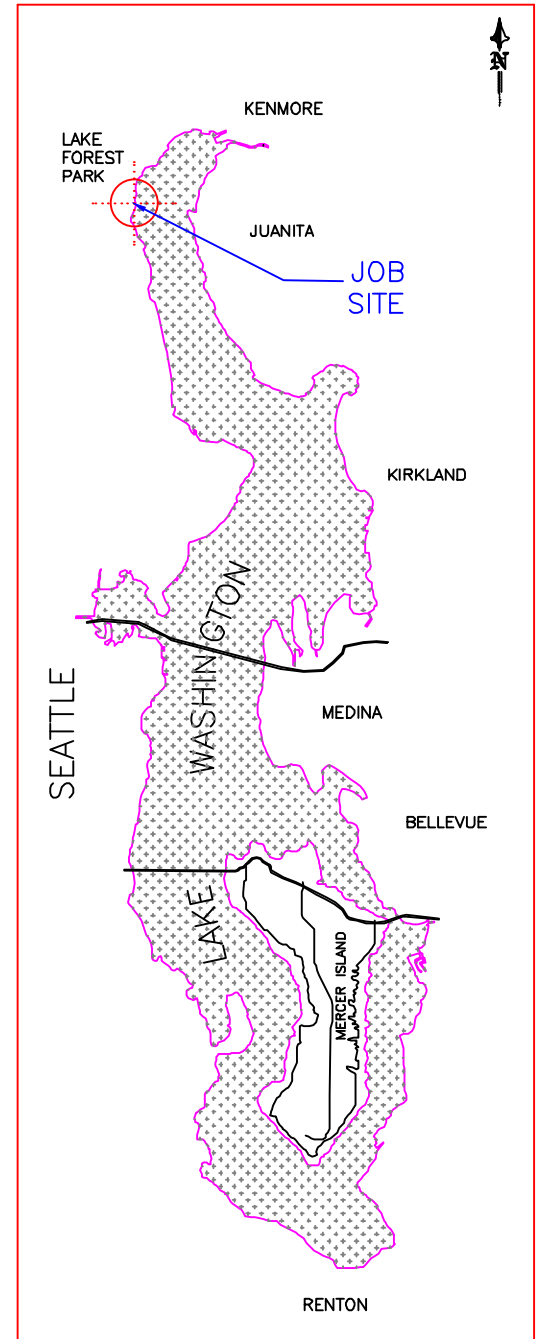 N
KENMORE
LAKE
FOREST
PARK
JUANITA
JOB
SITE
KIRKLAND
WASHINGTON
SEATTLE
MEDINA
BELLEVUE
LAKE
MERCER ISLAND
RENTON